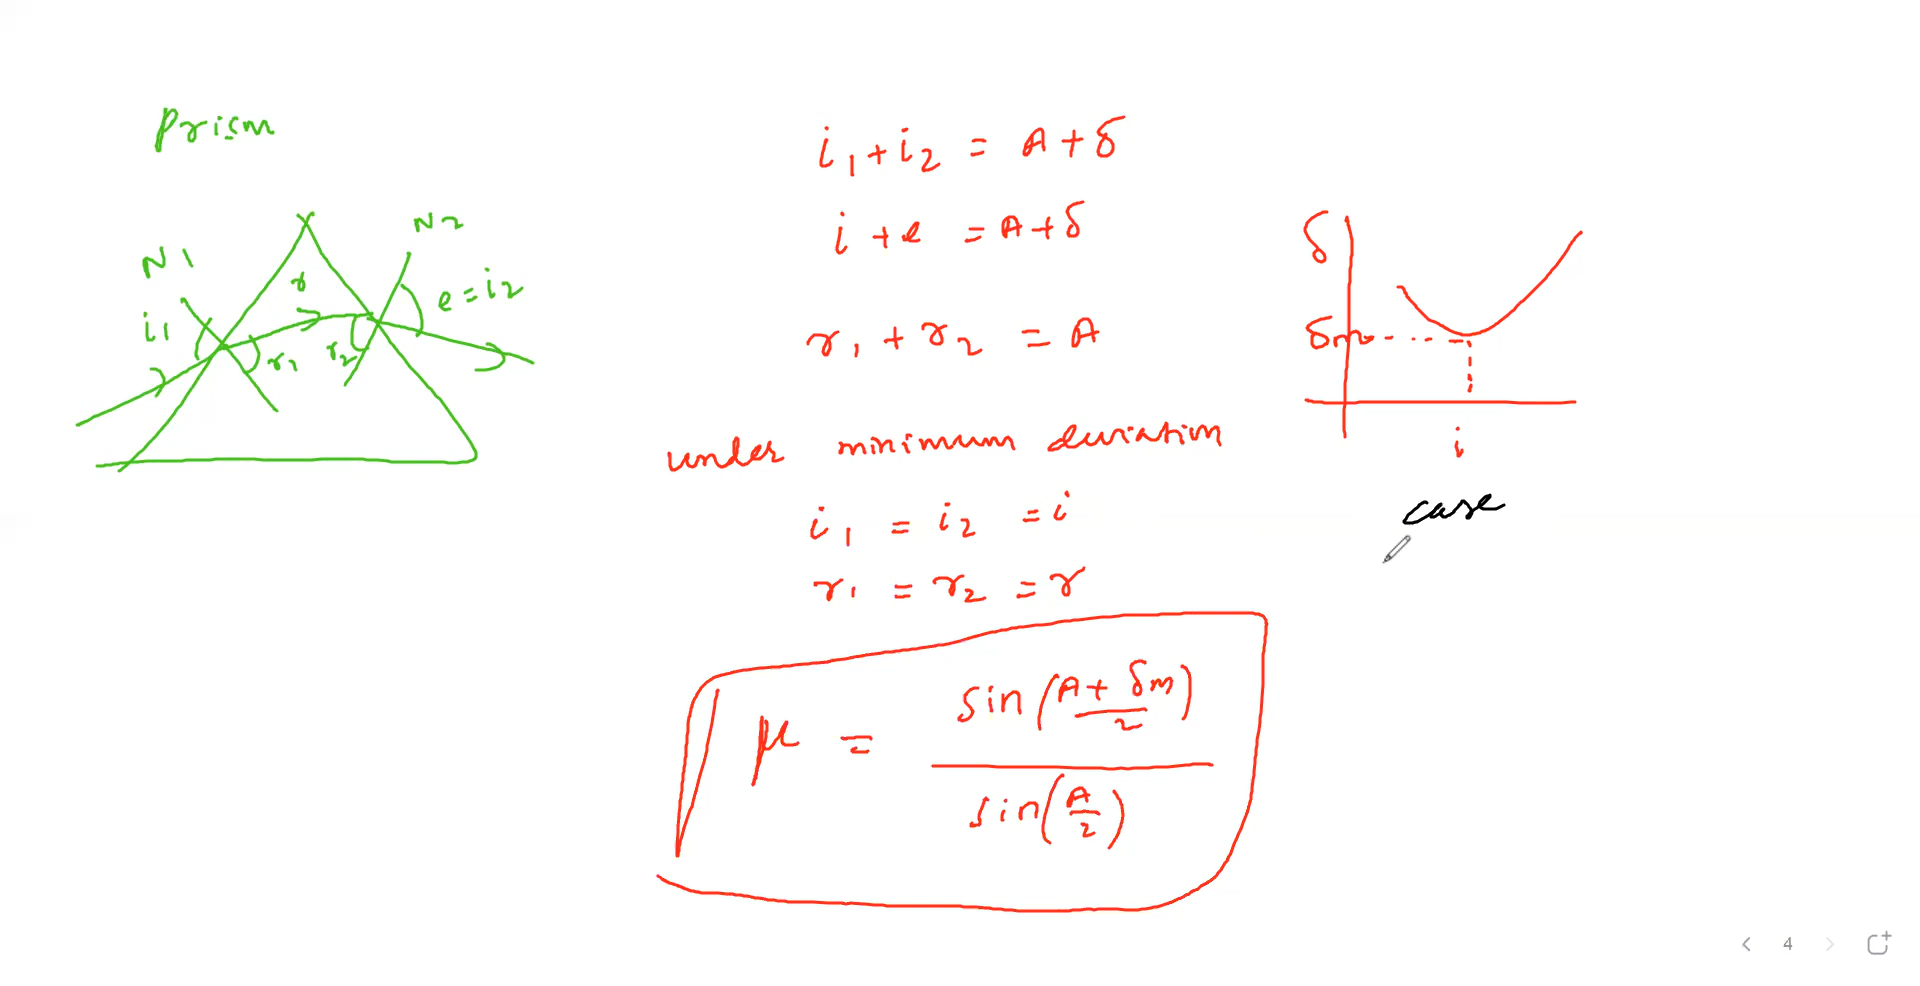 Prism
N1
i1
r
r1
r2
N2
e = i2
i1 + i2 = A + δ
i + e = A + δ
r1 + r2 = A
under minimum deviation
i1 = i2 = i
r1 = r2 = r
μ = sin(A + δm / 2) / sin(A / 2)
δ
δm
i
case
4